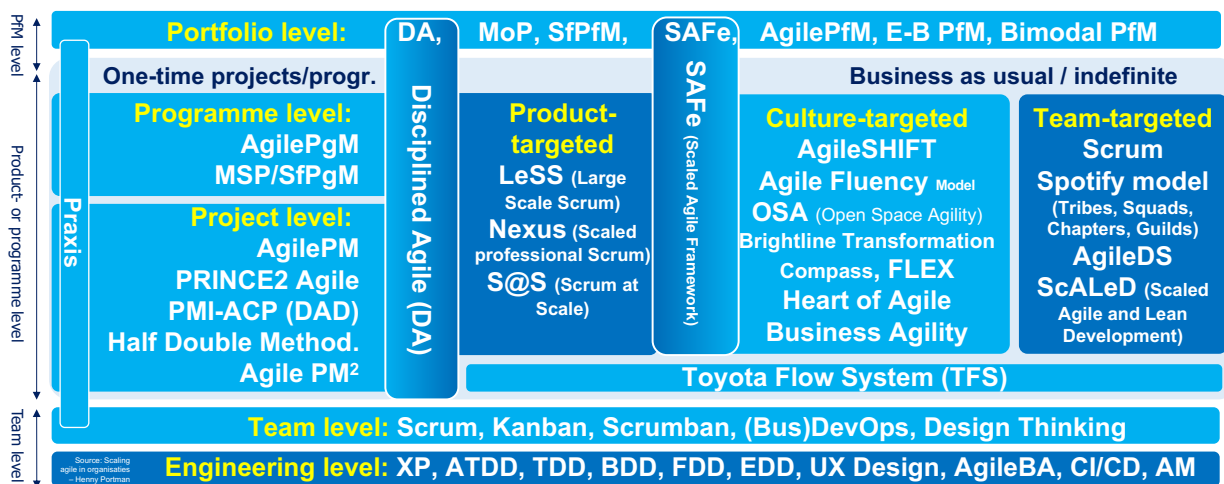 PfM level
Portfolio level: DA, MoP, SfPfM, SAFe, AgilePfM, E-B PfM, Bimodal PfM
Product- or programme level
One-time projects/progr.
Business as usual / indefinite
Praxis
Programme level:
AgilePgM
MSP/SfPgM
Project level:
AgilePM
PRINCE2 Agile
PMI-ACP (DAD)
Half Double Method.
Agile PM²
Disciplined Agile (DA)
Product-
targeted
LeSS (Large
Scale Scrum)
Nexus (Scaled
professional Scrum)
S@S (Scrum at
Scale)
SAFe (Scaled Agile Framework)
Culture-targeted
AgileSHIFT
Agile Fluency Model
OSA (Open Space Agility)
Brightline Transformation
Compass, FLEX
Heart of Agile
Business Agility
Team-targeted
Scrum
Spotify model
(Tribes, Squads,
Chapters, Guilds)
AgileDS
ScALeD (Scaled
Agile and Lean
Development)
Toyota Flow System (TFS)
Team level
Team level: Scrum, Kanban, Scrumban, (Bus)DevOps, Design Thinking
Source: Scaling
agile in organisaties
– Henny Portman
Engineering level: XP, ATDD, TDD, BDD, FDD, EDD, UX Design, AgileBA, CI/CD, AM